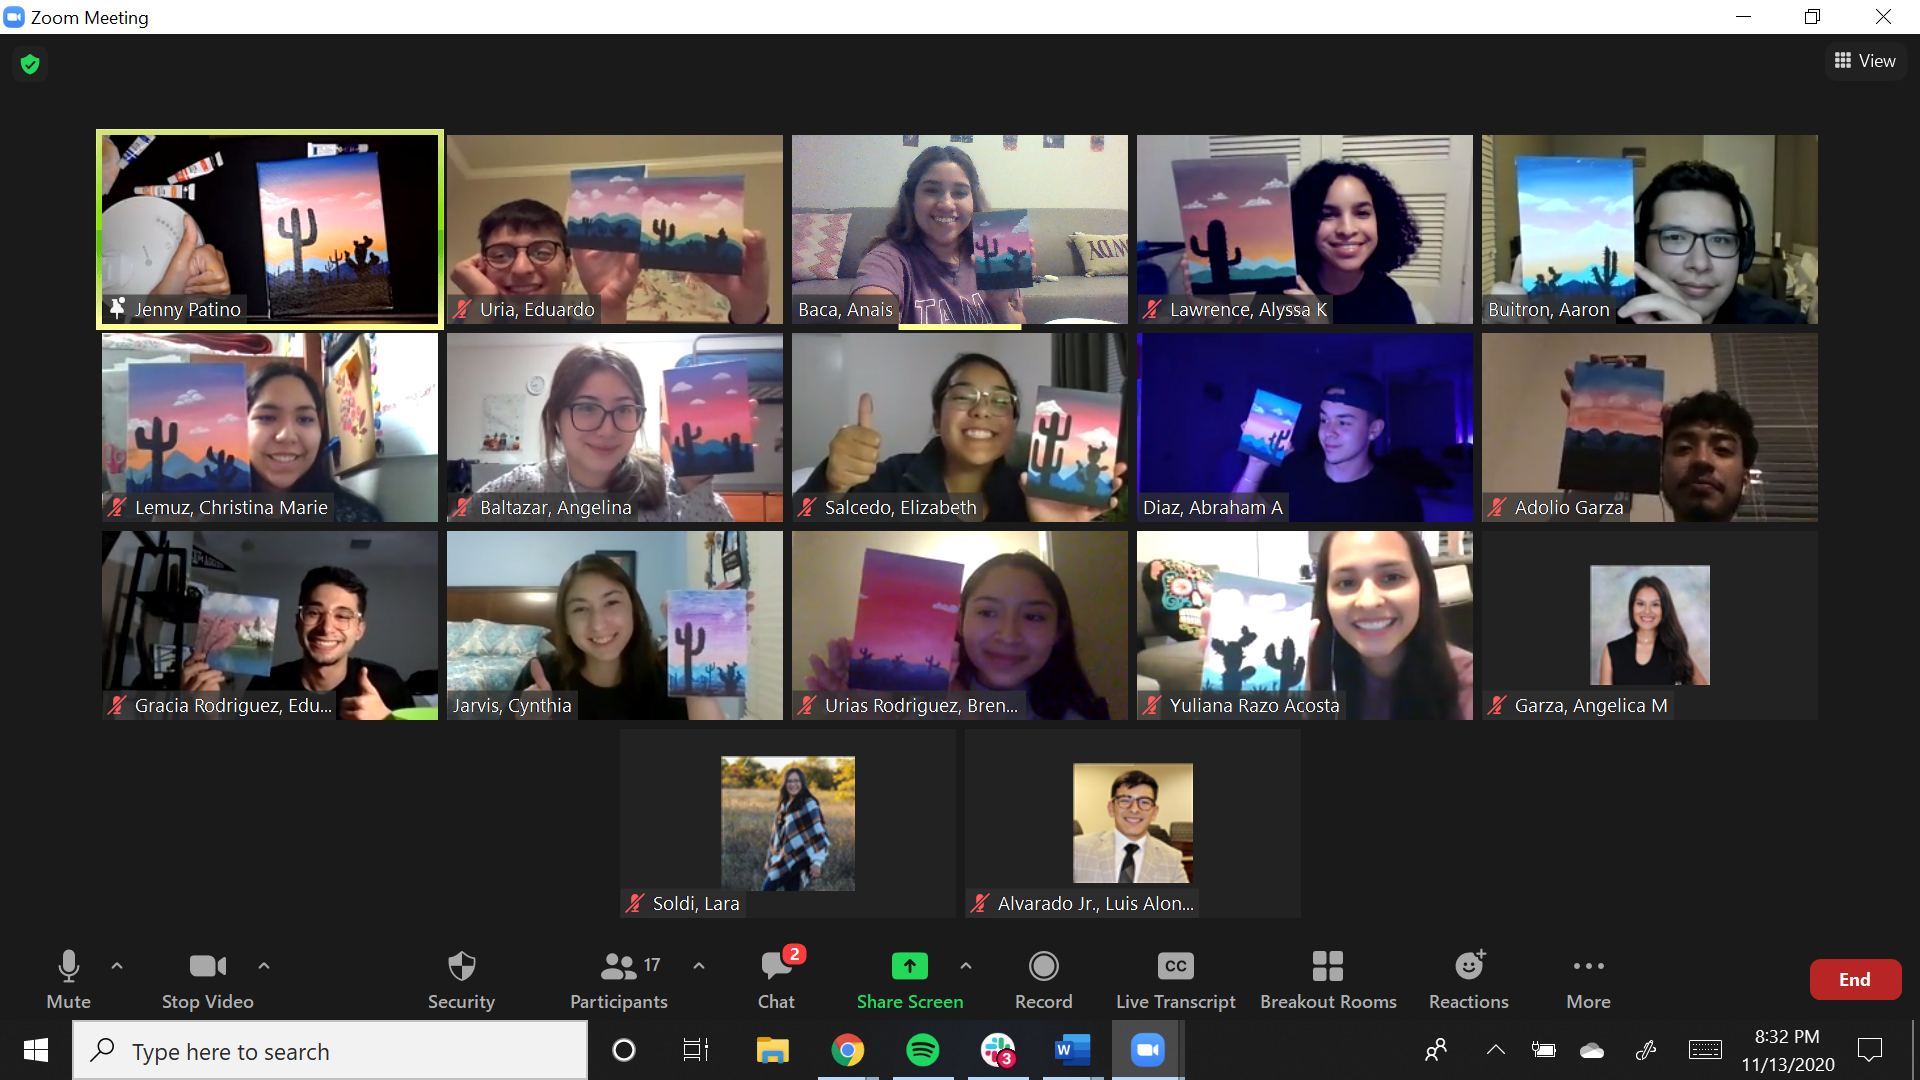 Zoom Meeting
View
Jenny Patino
Uria, Eduardo
Baca, Anais
Lawrence, Alyssa K
Buitron, Aaron
Lemuz, Christina Marie
Baltazar, Angelina
Salcedo, Elizabeth
Diaz, Abraham A
Adolio Garza
Gracia Rodriguez, Edu...
Jarvis, Cynthia
Urias Rodriguez, Bren...
Yuliana Razo Acosta
Garza, Angelica M
Soldi, Lara
Alvarado Jr., Luis Alon...
Mute
Stop Video
Security
17
Participants
2
Chat
Share Screen
Record
CC
Live Transcript
Breakout Rooms
Reactions
More
End
Type here to search
3
W
8:32 PM
11/13/2020